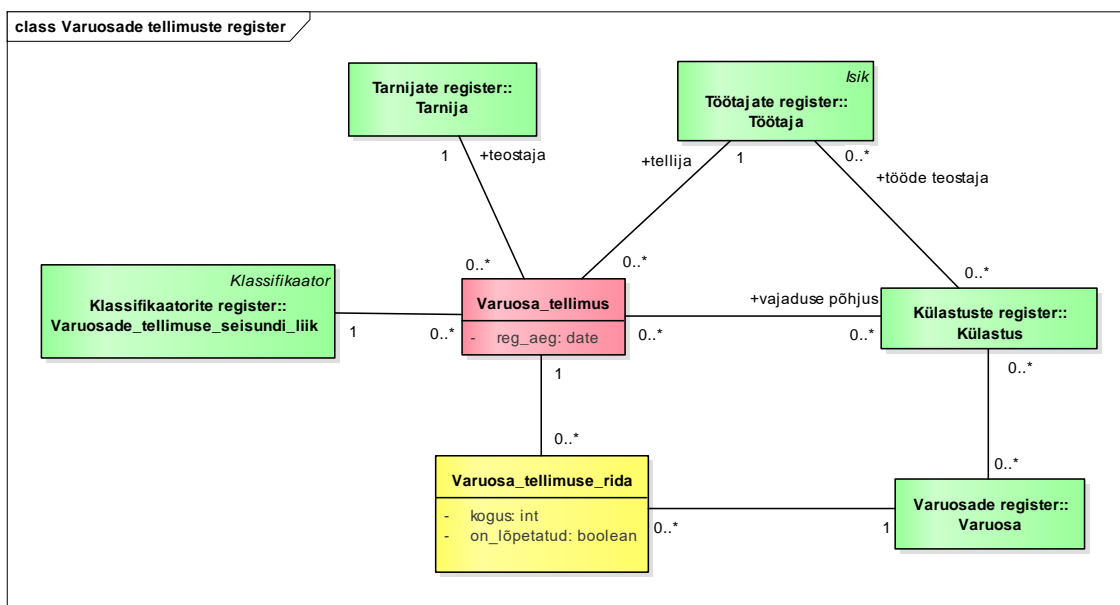 class Varuosade tellimuste register
Tarnijate register::
Tarnija
Isik
Töötajate register::
Töötaja
1
+teostaja
+tellija
1
0..*
+tööde teostaja
0..*
0..*
0..*
Klassifikaator
Klassifikaatorite register::
Varuosade_tellimuse_seisundi_liik
1
0..*
Varuosa_tellimus
- reg_aeg: date
+vajaduse põhjus
0..*
0..*
Külastuste register::
Külastus
1
0..*
0..*
0..*
Varuosa_tellimuse_rida
- kogus: int
- on_lõpetatud: boolean
0..*
1
Varuosade register::
Varuosa